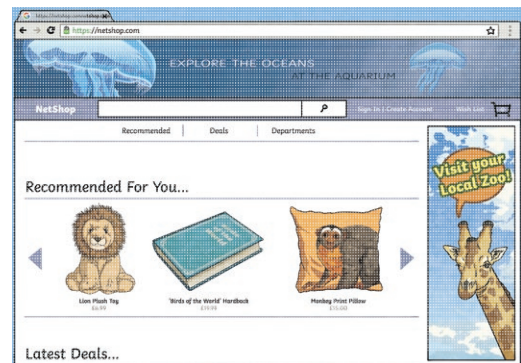 https://netshop.com
EXPLORE THE OCEANS
AT THE AQUARIUM
NetShop
Sign In | Create Account
Wish List
Recommended | Deals | Departments
Visit your
Local Zoo!
Recommended For You...
Lion Plush Toy
£6.99
'Birds of the World' Hardback
£19.99
Monkey Print Pillow
£15.00
Latest Deals...